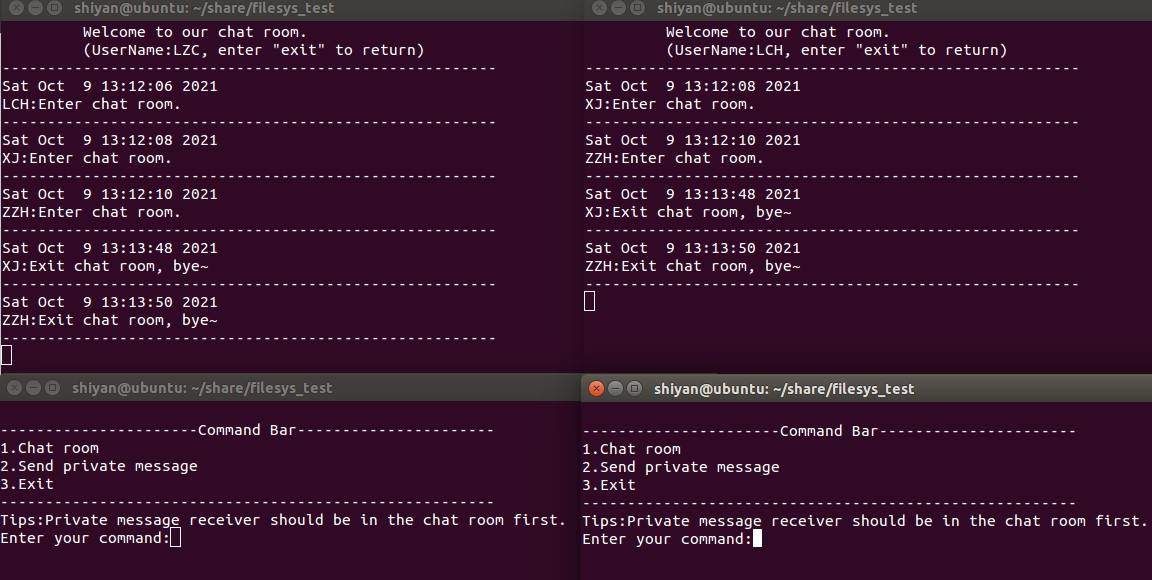 shiyan@ubuntu: ~/share/filesys_test
Welcome to our chat room.
(UserName:LZC, enter "exit" to return)
-------------------------------------------------------
Sat Oct  9 13:12:06 2021
LCH:Enter chat room.
-------------------------------------------------------
Sat Oct  9 13:12:08 2021
XJ:Enter chat room.
-------------------------------------------------------
Sat Oct  9 13:12:10 2021
ZZH:Enter chat room.
-------------------------------------------------------
Sat Oct  9 13:13:48 2021
XJ:Exit chat room, bye~
-------------------------------------------------------
Sat Oct  9 13:13:50 2021
ZZH:Exit chat room, bye~
-------------------------------------------------------
shiyan@ubuntu: ~/share/filesys_test
Welcome to our chat room.
(UserName:LCH, enter "exit" to return)
-------------------------------------------------------
Sat Oct  9 13:12:08 2021
XJ:Enter chat room.
-------------------------------------------------------
Sat Oct  9 13:12:10 2021
ZZH:Enter chat room.
-------------------------------------------------------
Sat Oct  9 13:13:48 2021
XJ:Exit chat room, bye~
-------------------------------------------------------
Sat Oct  9 13:13:50 2021
ZZH:Exit chat room, bye~
-------------------------------------------------------
shiyan@ubuntu: ~/share/filesys_test
----------------------Command Bar----------------------
1.Chat room
2.Send private message
3.Exit
-------------------------------------------------------
Tips:Private message receiver should be in the chat room first.
Enter your command:
shiyan@ubuntu: ~/share/filesys_test
----------------------Command Bar----------------------
1.Chat room
2.Send private message
3.Exit
-------------------------------------------------------
Tips:Private message receiver should be in the chat room first.
Enter your command: